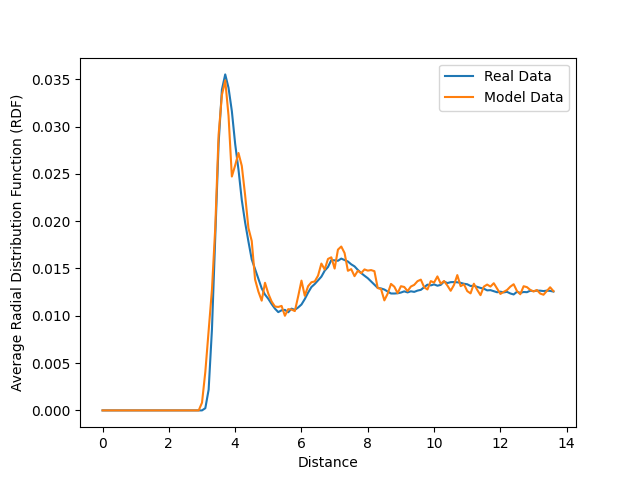 Real Data
Model Data
0.035
0.030
0.025
0.020
0.015
0.010
0.005
0.000
Average Radial Distribution Function (RDF)
0 2 4 6 8 10 12 14
Distance